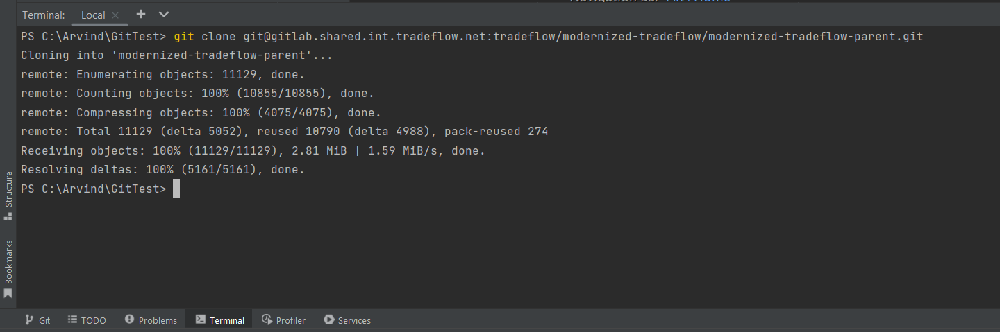 Terminal: Local
PS C:\Arvind\GitTest> git clone git@gitlab.shared.int.tradeflow.net:tradeflow/modernized-tradeflow/modernized-tradeflow-parent.git
Cloning into 'modernized-tradeflow-parent'...
remote: Enumerating objects: 11129, done.
remote: Counting objects: 100% (10855/10855), done.
remote: Compressing objects: 100% (4075/4075), done.
remote: Total 11129 (delta 5052), reused 10790 (delta 4988), pack-reused 274
Receiving objects: 100% (11129/11129), 2.81 MiB | 1.59 MiB/s, done.
Resolving deltas: 100% (5161/5161), done.
PS C:\Arvind\GitTest>
Structure
Bookmarks
Git TODO Problems Terminal Profiler Services